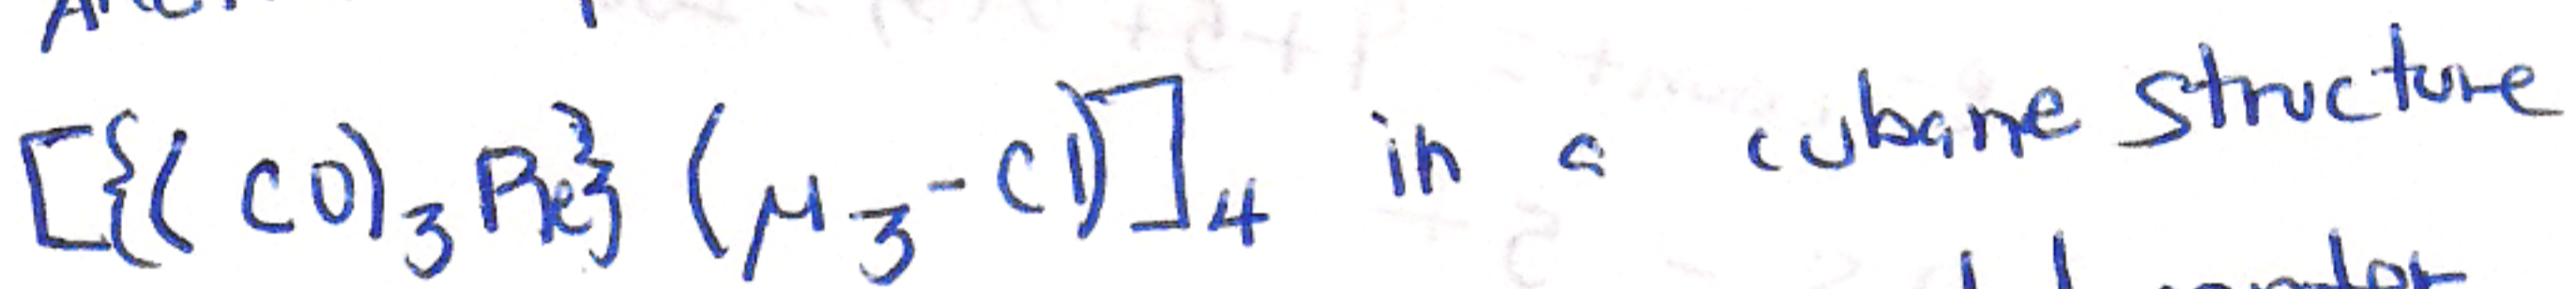 [{(CO)₃Re} (μ₃-Cl)]₄ in a cubane structure